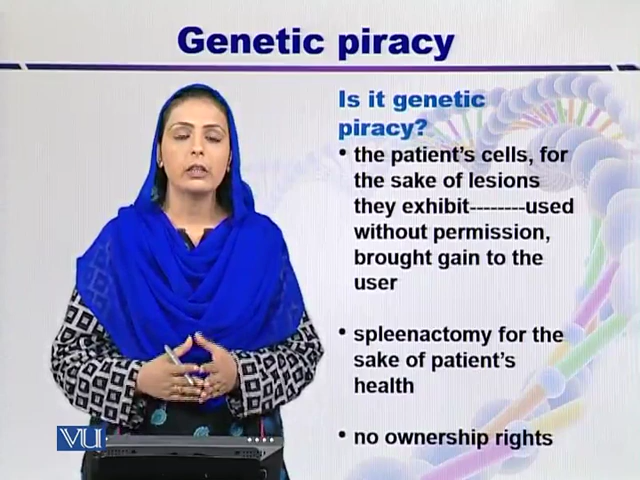 Genetic piracy
Is it genetic
piracy?
• the patient's cells, for
the sake of lesions
they exhibit--------used
without permission,
brought gain to the
user
• spleenactomy for the
sake of patient's
health
• no ownership rights
VU